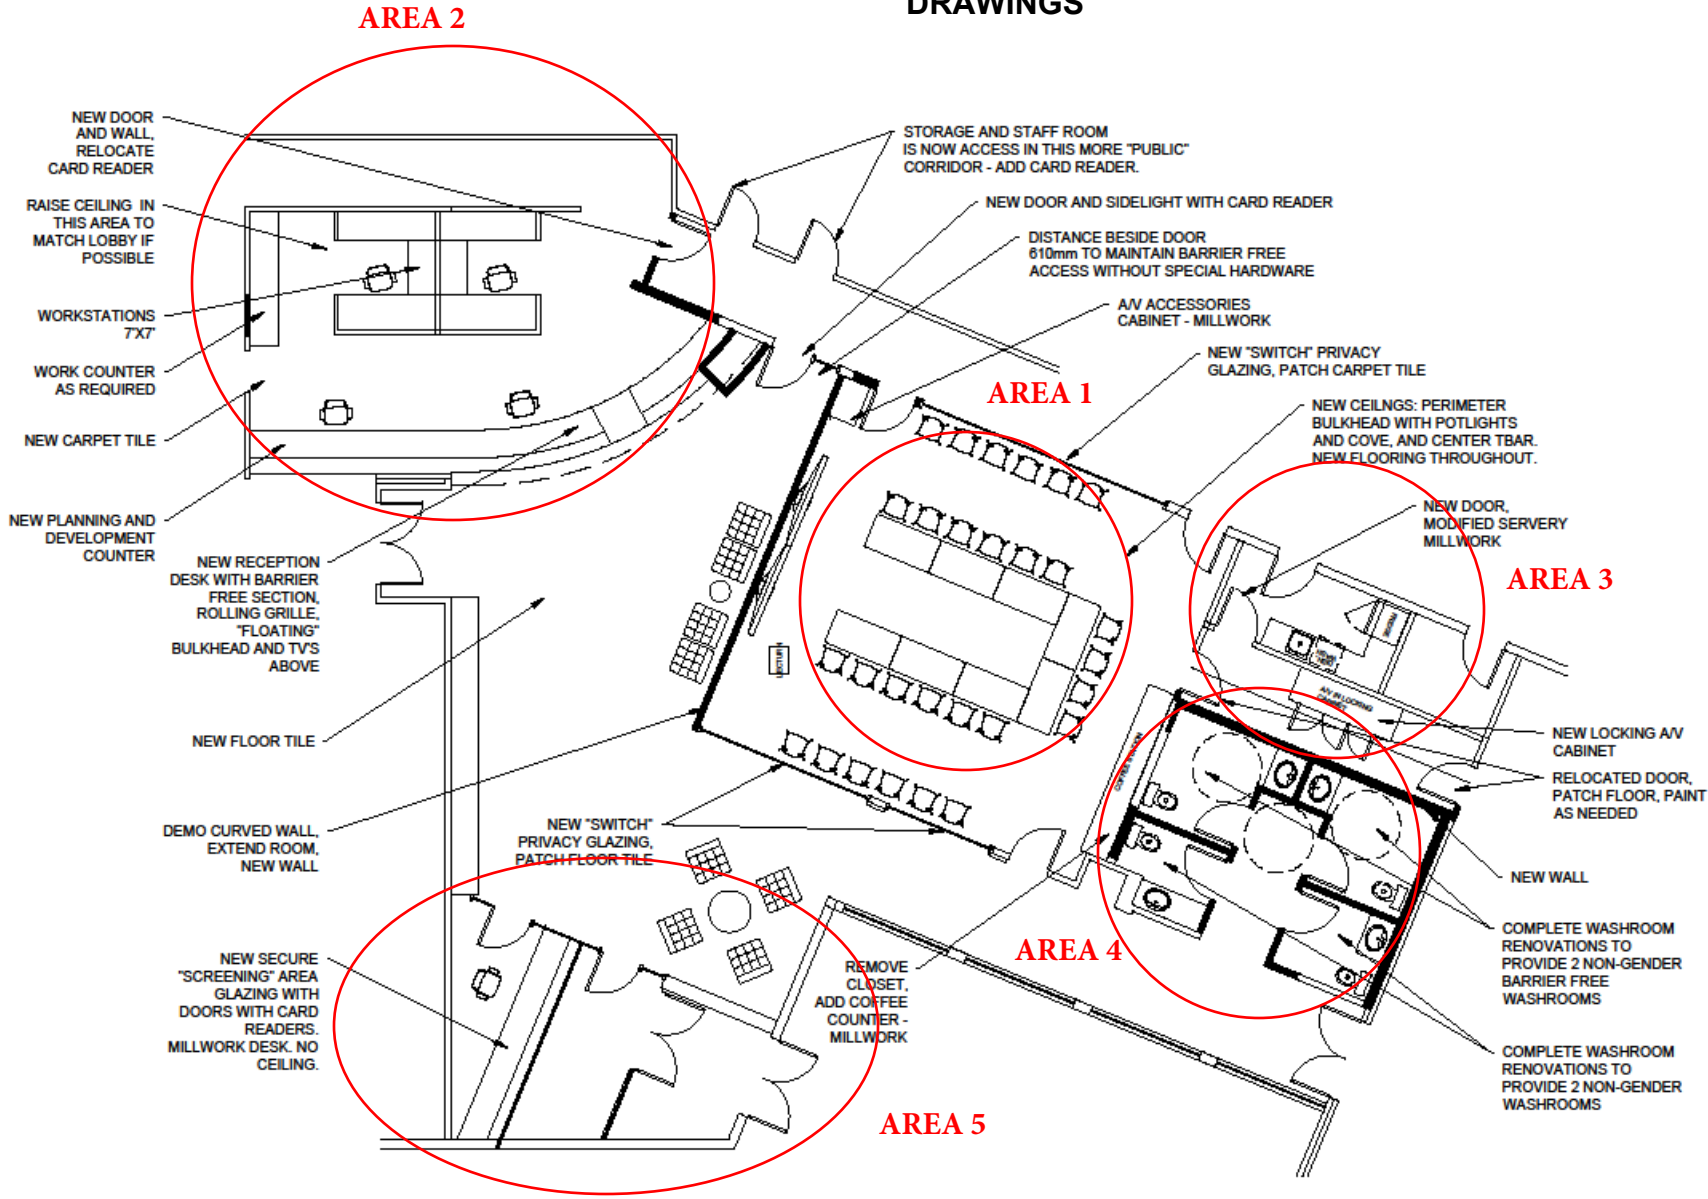 DRAWINGS
AREA 2
NEW DOOR
AND WALL,
RELOCATE
CARD READER
RAISE CEILING IN
THIS AREA TO
MATCH LOBBY IF
POSSIBLE
WORKSTATIONS
7'X7'
WORK COUNTER
AS REQUIRED
NEW CARPET TILE
NEW PLANNING AND
DEVELOPMENT
COUNTER
NEW RECEPTION
DESK WITH BARRIER
FREE SECTION,
ROLLING GRILLE,
"FLOATING"
BULKHEAD AND TV'S
ABOVE
NEW FLOOR TILE
DEMO CURVED WALL,
EXTEND ROOM,
NEW WALL
NEW "SWITCH"
PRIVACY GLAZING,
PATCH FLOOR TILE
NEW SECURE
"SCREENING" AREA
GLAZING WITH
DOORS WITH CARD
READERS.
MILLWORK DESK. NO
CEILING.
STORAGE AND STAFF ROOM
IS NOW ACCESS IN THIS MORE "PUBLIC"
CORRIDOR - ADD CARD READER.
NEW DOOR AND SIDELIGHT WITH CARD READER
DISTANCE BESIDE DOOR
610mm TO MAINTAIN BARRIER FREE
ACCESS WITHOUT SPECIAL HARDWARE
A/V ACCESSORIES
CABINET - MILLWORK
NEW "SWITCH" PRIVACY
GLAZING, PATCH CARPET TILE
AREA 1
NEW CEILNGS: PERIMETER
BULKHEAD WITH POTLIGHTS
AND COVE, AND CENTER TBAR.
NEW FLOORING THROUGHOUT.
NEW DOOR,
MODIFIED SERVERY
MILLWORK
AREA 3
FRIDGE
A/V IN LOCKING
CABINET
LECTURN
COFFEE STATION
NEW LOCKING A/V
CABINET
RELOCATED DOOR,
PATCH FLOOR, PAINT
AS NEEDED
NEW WALL
AREA 4
REMOVE
CLOSET,
ADD COFFEE
COUNTER -
MILLWORK
COMPLETE WASHROOM
RENOVATIONS TO
PROVIDE 2 NON-GENDER
BARRIER FREE
WASHROOMS
COMPLETE WASHROOM
RENOVATIONS TO
PROVIDE 2 NON-GENDER
WASHROOMS
AREA 5